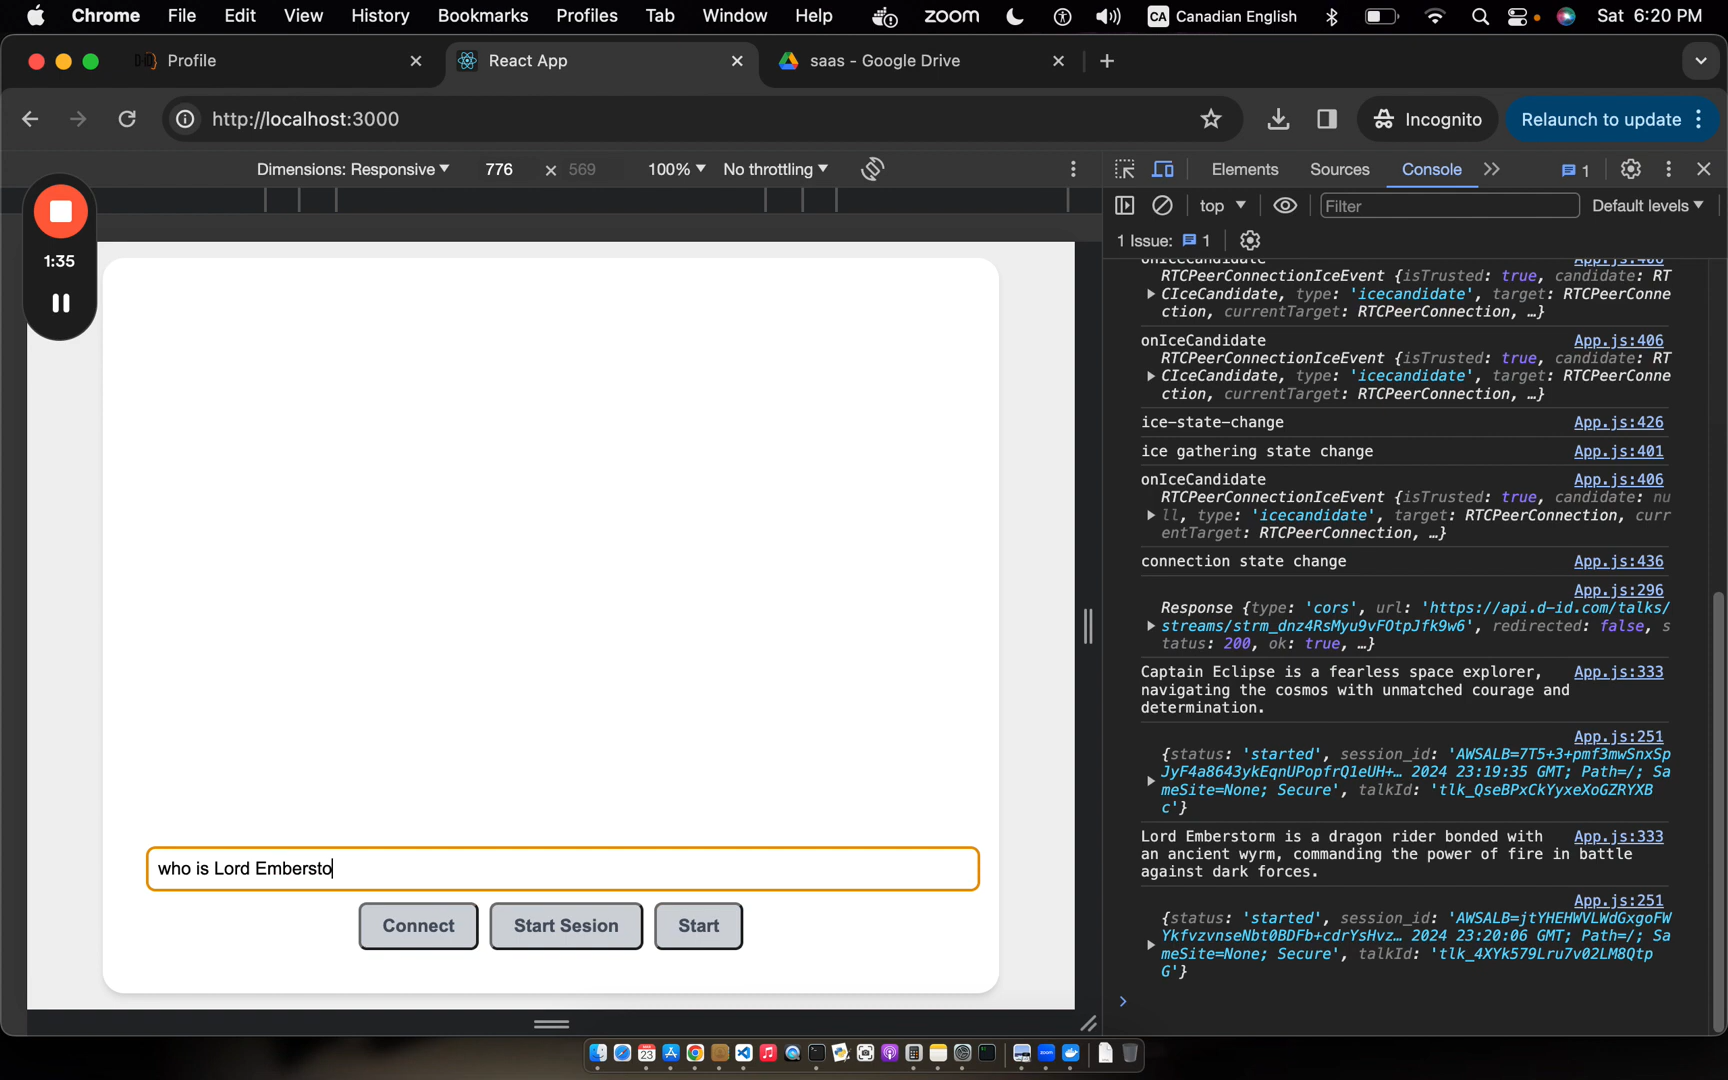 Chrome File Edit View History Bookmarks Profiles Tab Window Help zoom CA Canadian English Sat 6:20 PM
Profile React App saas - Google Drive
http://localhost:3000 Incognito Relaunch to update
Dimensions: Responsive 776 × 569 100% No throttling Elements Sources Console 1
top Filter Default levels
1 Issue: 1
1:35
onIceCandidate App.js:406
RTCPeerConnectionIceEvent {isTrusted: true, candidate: RT
CIceCandidate, type: 'icecandidate', target: RTCPeerConne
ction, currentTarget: RTCPeerConnection, …}
onIceCandidate App.js:406
RTCPeerConnectionIceEvent {isTrusted: true, candidate: RT
CIceCandidate, type: 'icecandidate', target: RTCPeerConne
ction, currentTarget: RTCPeerConnection, …}
ice-state-change App.js:426
ice gathering state change App.js:401
onIceCandidate App.js:406
RTCPeerConnectionIceEvent {isTrusted: true, candidate: nu
ll, type: 'icecandidate', target: RTCPeerConnection, curr
entTarget: RTCPeerConnection, …}
connection state change App.js:436
App.js:296
Response {type: 'cors', url: 'https://api.d-id.com/talks/
streams/strm_dnz4RsMyu9vFOtpJfk9w6', redirected: false, s
tatus: 200, ok: true, …}
Captain Eclipse is a fearless space explorer, App.js:333
navigating the cosmos with unmatched courage and
determination.
App.js:251
{status: 'started', session_id: 'AWSALB=7T5+3+pmf3mwSnxSp
JyF4a8643ykEqnUPopfrQ1eUH+… 2024 23:19:35 GMT; Path=/; Sa
meSite=None; Secure', talkId: 'tlk_QseBPxCkYyxeXoGZRYXB
c'}
Lord Emberstorm is a dragon rider bonded with App.js:333
an ancient wyrm, commanding the power of fire in battle
against dark forces.
App.js:251
{status: 'started', session_id: 'AWSALB=jtYHEHWVLWdGxgoFW
YkfvzvnseNbt0BDFb+cdrYsHvz… 2024 23:20:06 GMT; Path=/; Sa
meSite=None; Secure', talkId: 'tlk_4XYk579Lru7v02LM8Qtp
G'}
who is Lord Embersto
Connect Start Sesion Start